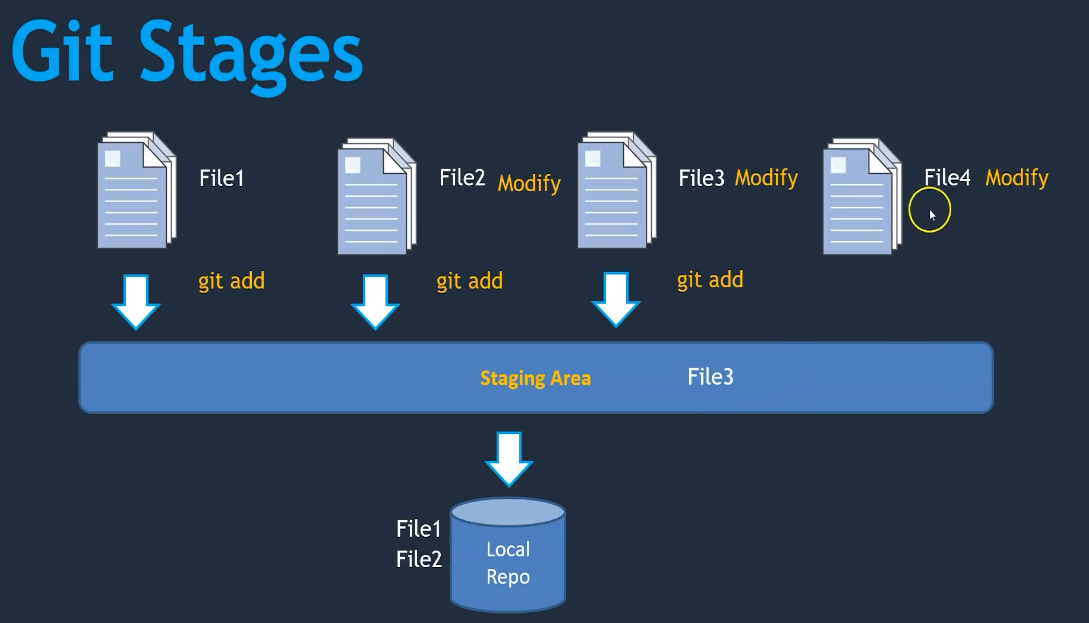 Git Stages
File1
File2 Modify
File3 Modify
File4 Modify
git add
git add
git add
Staging Area
File3
File1
File2
Local
Repo